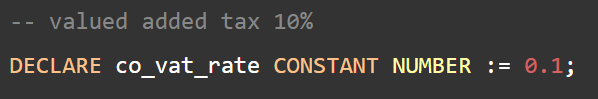 -- valued added tax 10%
DECLARE co_vat_rate CONSTANT NUMBER := 0.1;